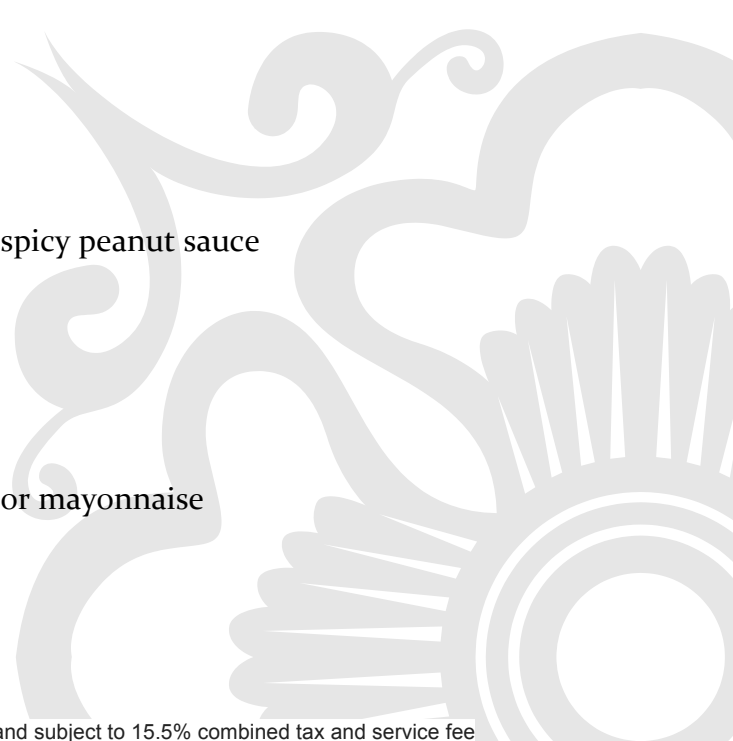 spicy peanut sauce
or mayonnaise
and subject to 15.5% combined tax and service fee